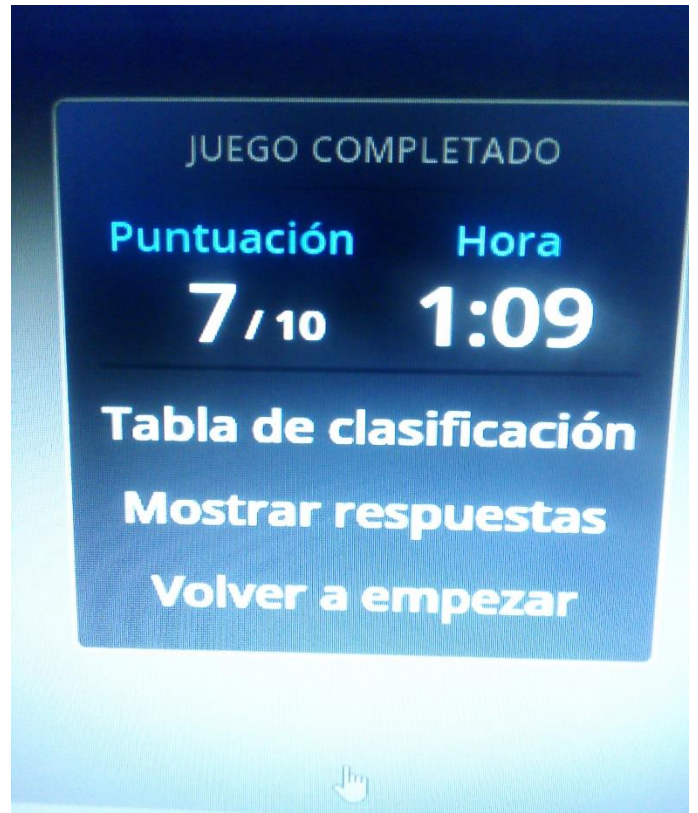 JUEGO COMPLETADO
Puntuación Hora
7 / 10 1:09
Tabla de clasificación
Mostrar respuestas
Volver a empezar